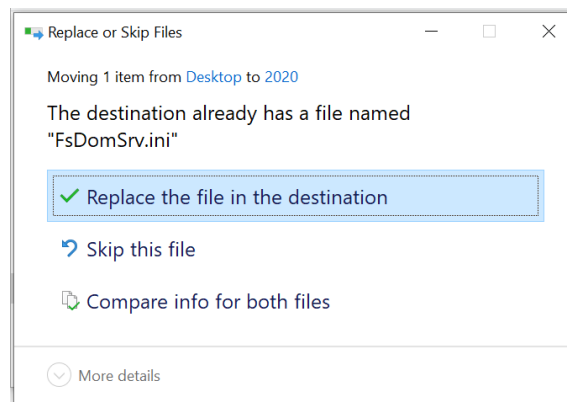 Replace or Skip Files
Moving 1 item from Desktop to 2020
The destination already has a file named
"FsDomSrv.ini"
Replace the file in the destination
Skip this file
Compare info for both files
More details